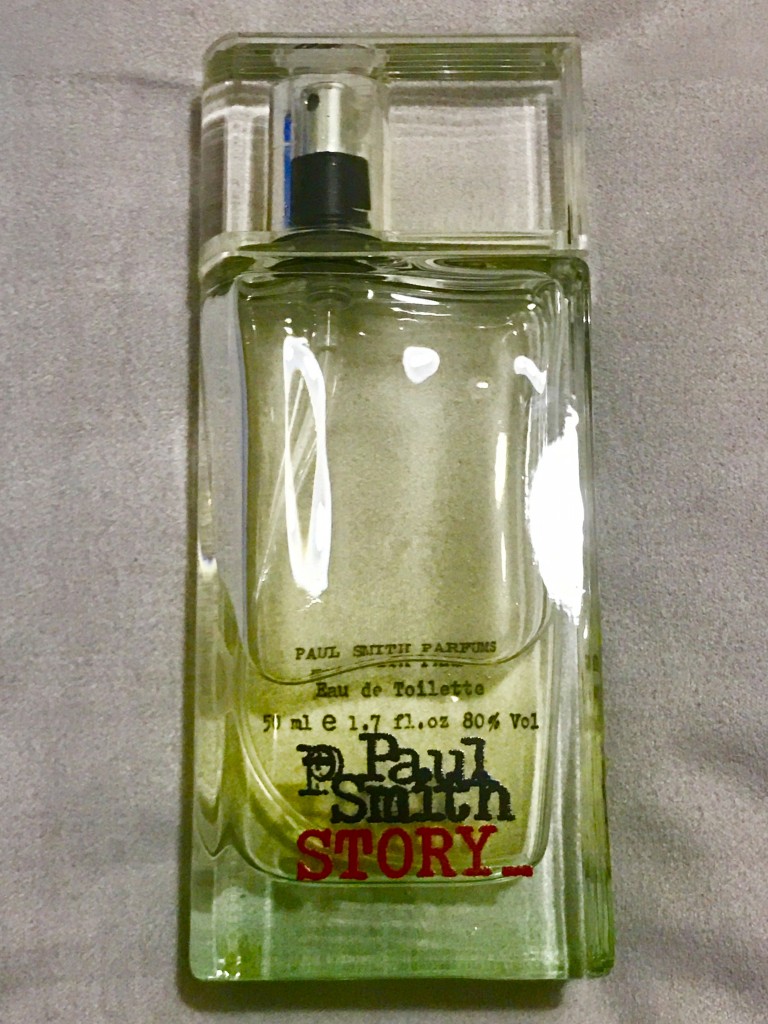 PAUL SMITH PARFUMS
Eau de Toilette
50 ml e 1.7 fl.oz 80% Vol
p Paul
Smith
STORY...